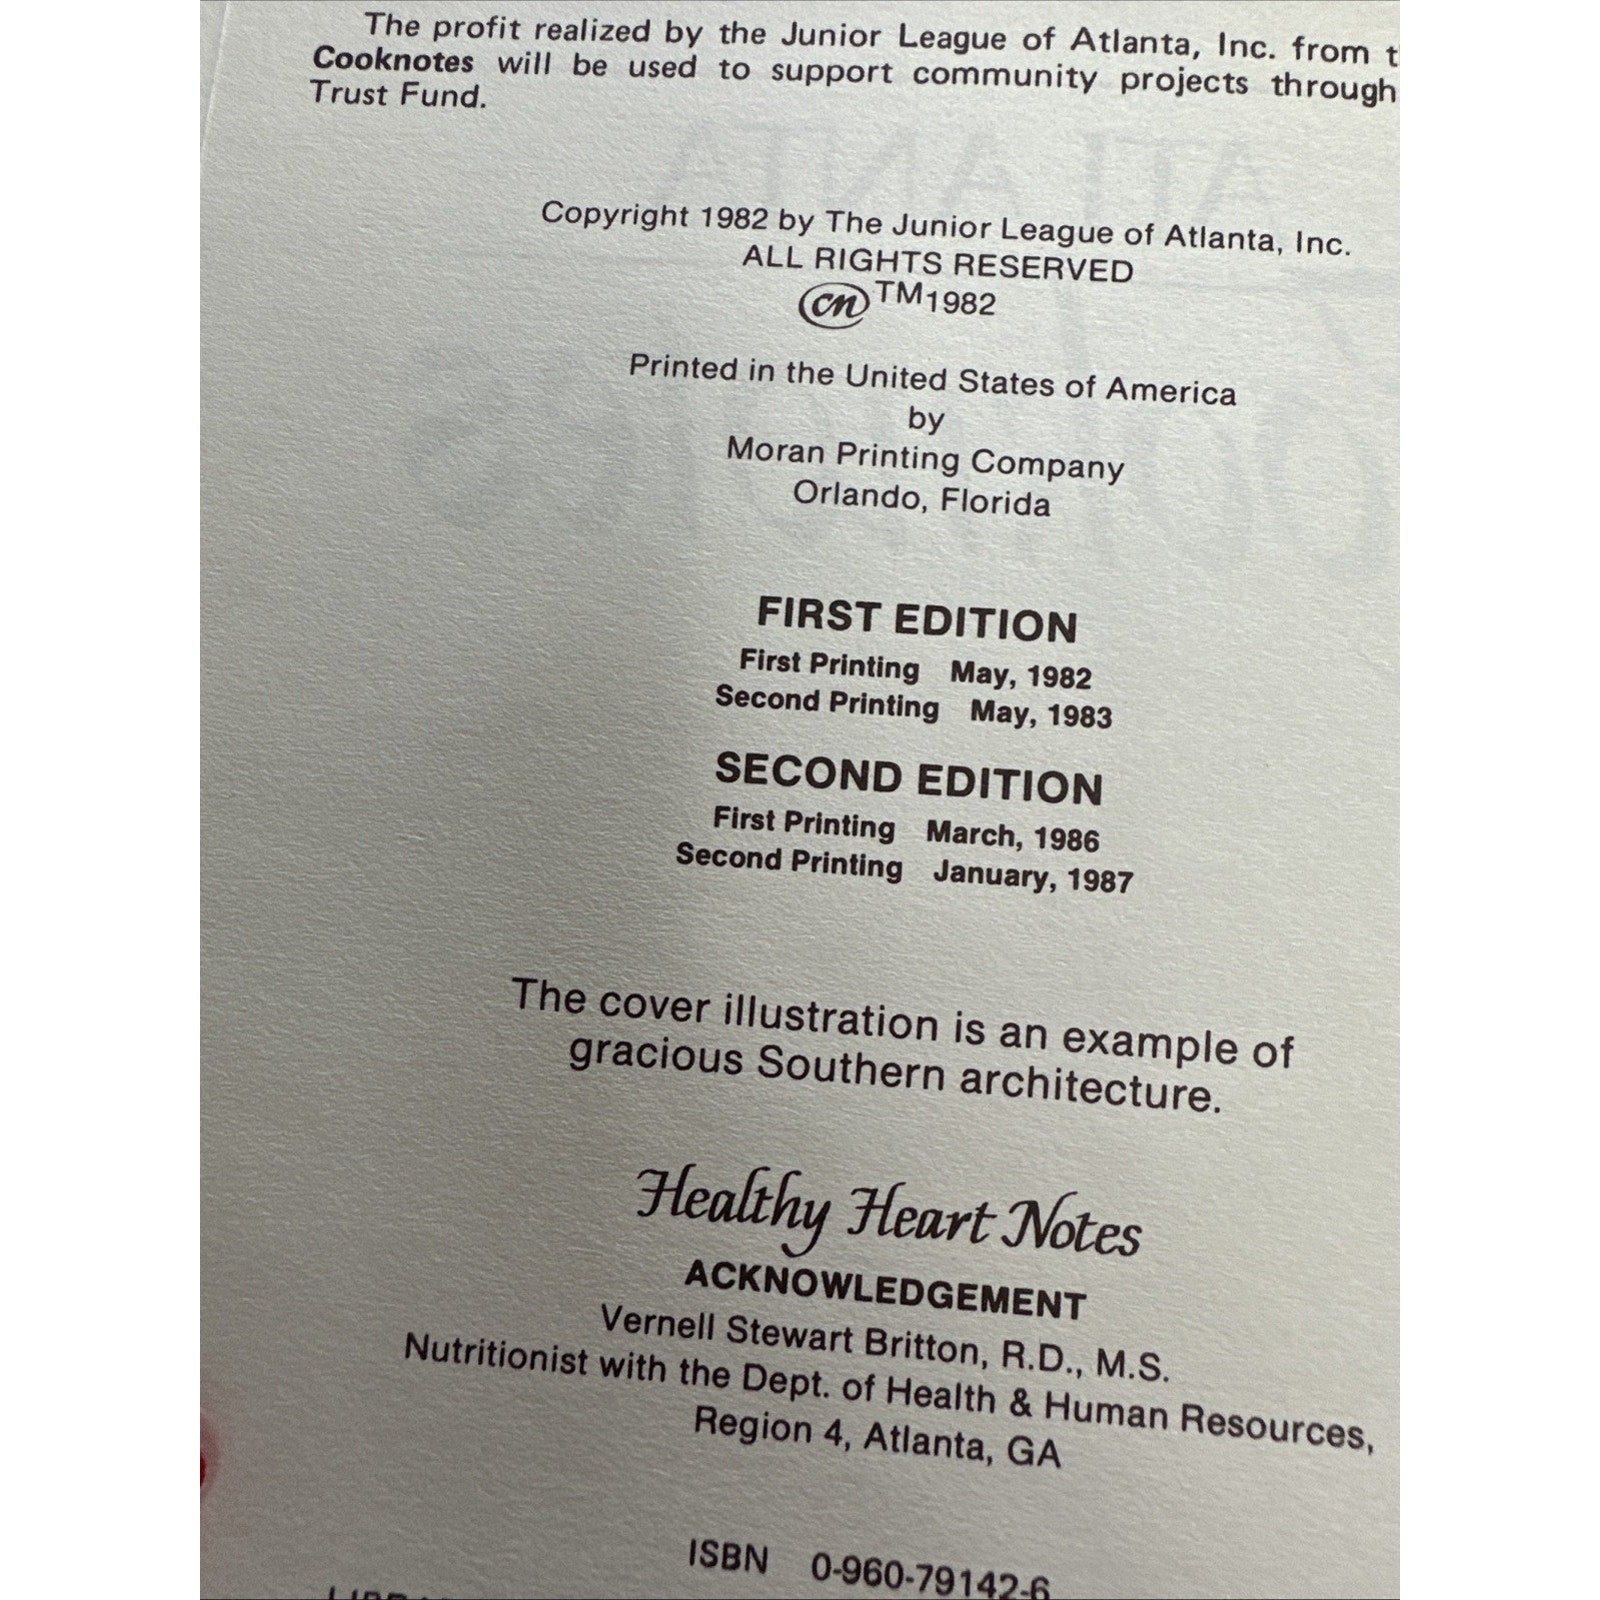 The profit realized by the Junior League of Atlanta, Inc. from
Cooknotes will be used to support community projects through
Trust Fund.
Copyright 1982 by The Junior League of Atlanta, Inc.
ALL RIGHTS RESERVED
CN TM 1982
Printed in the United States of America
by
Moran Printing Company
Orlando, Florida
FIRST EDITION
First Printing May, 1982
Second Printing May, 1983
SECOND EDITION
First Printing March, 1986
Second Printing January, 1987
The cover illustration is an example of
gracious Southern architecture.
Healthy Heart Notes
ACKNOWLEDGEMENT
Vernell Stewart Britton, R.D., M.S.
Nutritionist with the Dept. of Health & Human Resources,
Region 4, Atlanta, GA
ISBN 0-960-79142-6